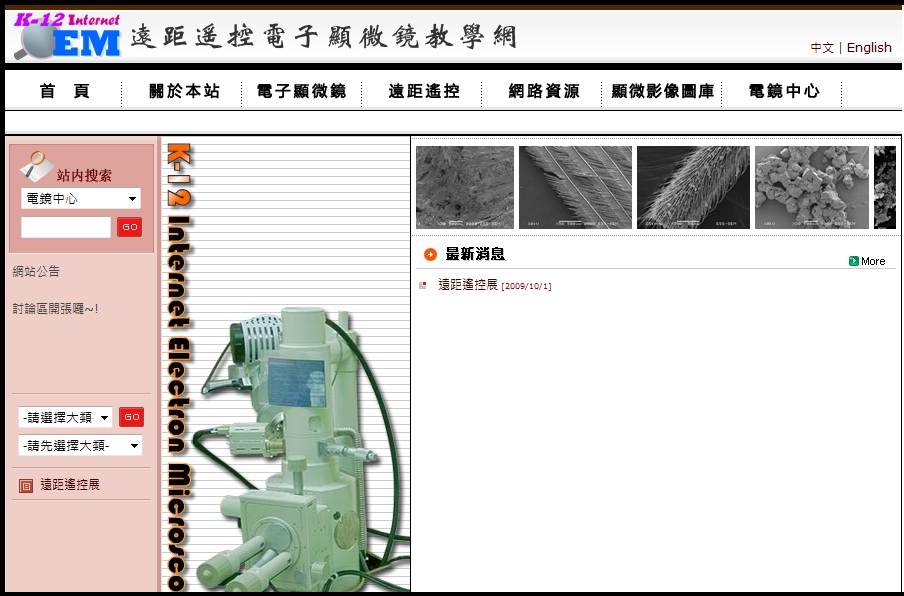 K-12 Internet
EM
遠距遙控電子顯微鏡教學網
中文 | English
首 頁
關於本站
電子顯微鏡
遠距遙控
網路資源
顯微影像圖庫
電鏡中心
站內搜索
電鏡中心
GO
網站公告
討論區開張囉~!
-請選擇大類
GO
-請先選擇大類-
遠距遙控展
K-12 Internet Electron Microsco
最新消息
More
遠距遙控展 [2009/10/1]